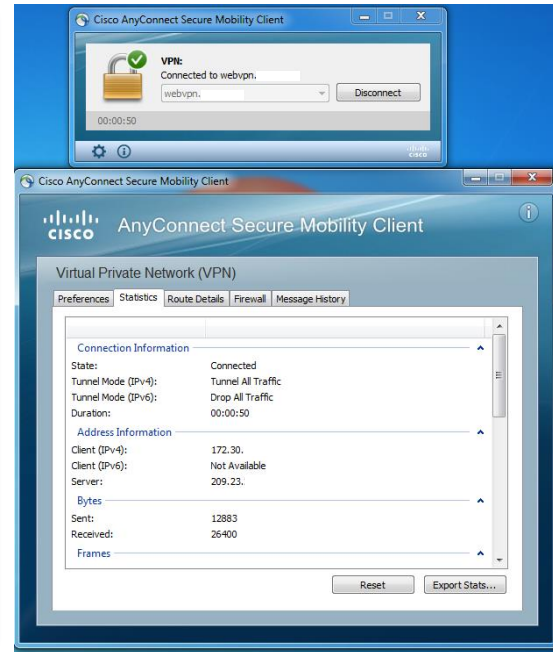 Cisco AnyConnect Secure Mobility Client
VPN:
Connected to webvpn.
webvpn.
Disconnect
00:00:50
CISCO
Cisco AnyConnect Secure Mobility Client
CISCO AnyConnect Secure Mobility Client
Virtual Private Network (VPN)
Preferences Statistics Route Details Firewall Message History
Connection Information
State: Connected
Tunnel Mode (IPv4): Tunnel All Traffic
Tunnel Mode (IPv6): Drop All Traffic
Duration: 00:00:50
Address Information
Client (IPv4): 172.30.
Client (IPv6): Not Available
Server: 209.23.
Bytes
Sent: 12883
Received: 26400
Frames
Reset Export Stats...